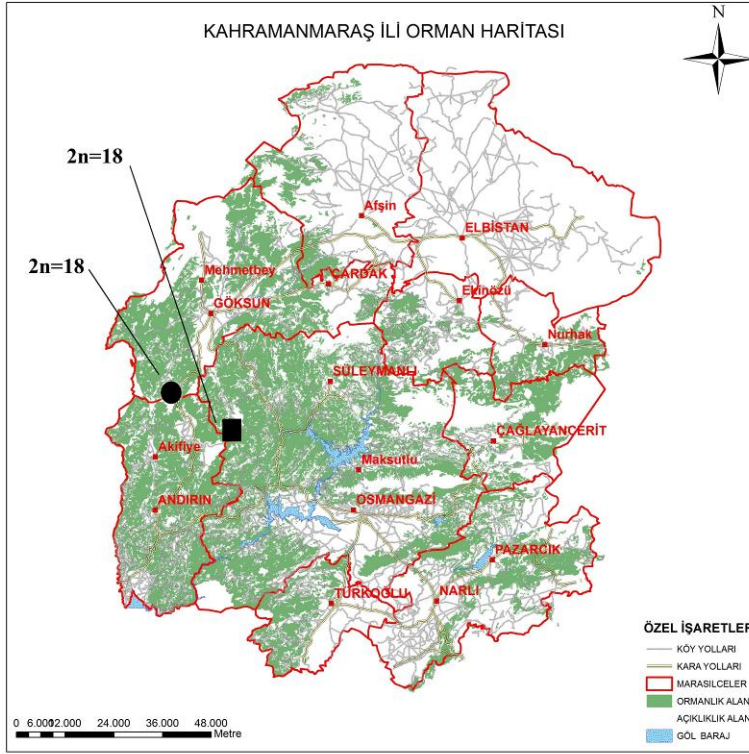 KAHRAMANMARAŞ İLİ ORMAN HARİTASI
N
2n=18
2n=18
Afşin
ELBİSTAN
Mehmetbey
ÇARDAK
Ekinözü
GÖKSUN
Nurhak
SÜLEYMANLI
ÇAĞLAYANCERİT
Akifiye
Maksutlu
ANDIRIN
OSMANGAZİ
PAZARCIK
TÜRKOĞLU
NARLI
ÖZEL İŞARETLER
KÖY YOLLARI
KARA YOLLARI
MARASILCELER
ORMANLIK ALAN
AÇIKLIKLIK ALAN
GÖL BARAJ
0 6.000 12.000 24.000 36.000 48.000
Metre